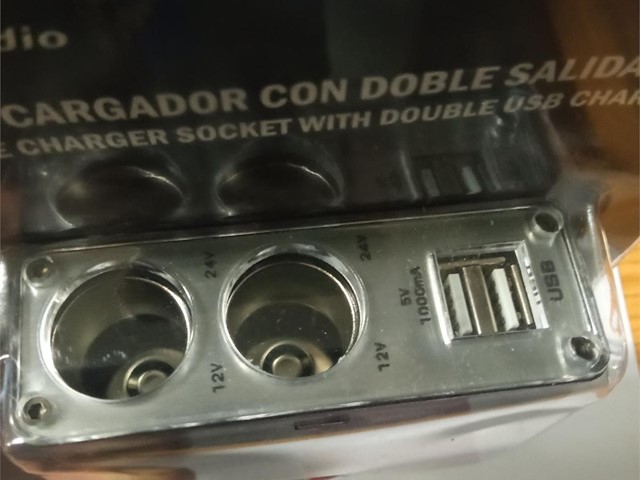 dio
CARGADOR CON DOBLE SALIDA
E CHARGER SOCKET WITH DOUBLE USB CHAR
24V
12V
24V
12V
5V
1000mA
USB